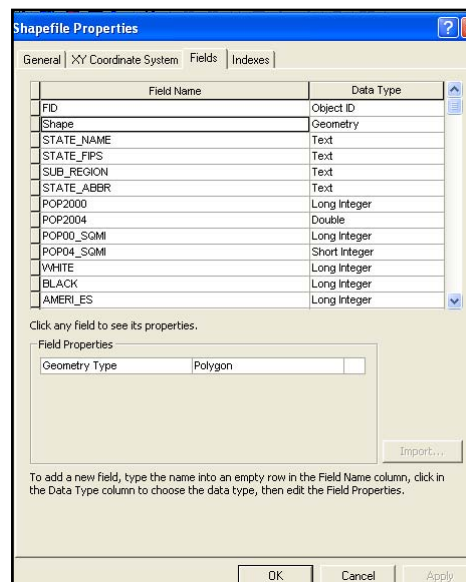 Shapefile Properties
General XY Coordinate System Fields Indexes
Field Name Data Type
FID Object ID
Shape Geometry
STATE_NAME Text
STATE_FIPS Text
SUB_REGION Text
STATE_ABBR Text
POP2000 Long Integer
POP2004 Double
POP00_SQMI Long Integer
POP04_SQMI Short Integer
WHITE Long Integer
BLACK Long Integer
AMERI_ES Long Integer
Click any field to see its properties.
Field Properties
Geometry Type Polygon
Import...
To add a new field, type the name into an empty row in the Field Name column, click in
the Data Type column to choose the data type, then edit the Field Properties.
OK Cancel Apply